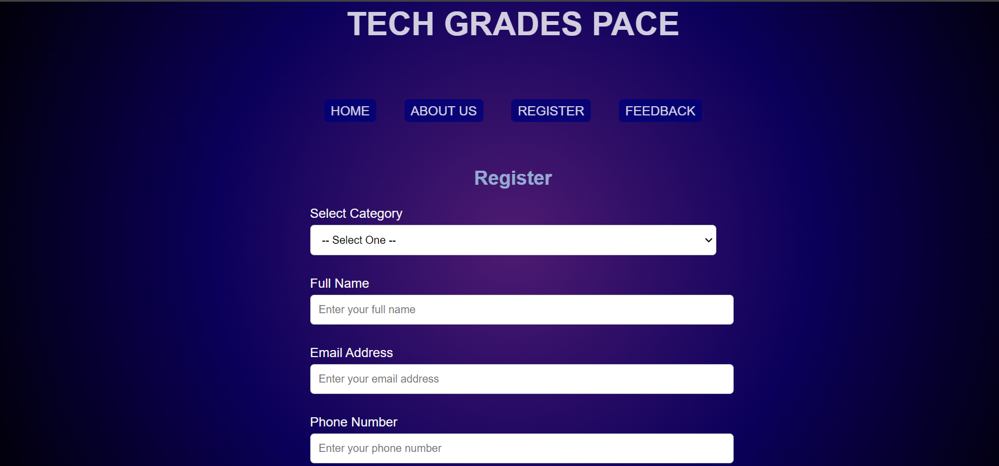 TECH GRADES PACE
HOME ABOUT US REGISTER FEEDBACK
Register
Select Category
-- Select One --
Full Name
Enter your full name
Email Address
Enter your email address
Phone Number
Enter your phone number